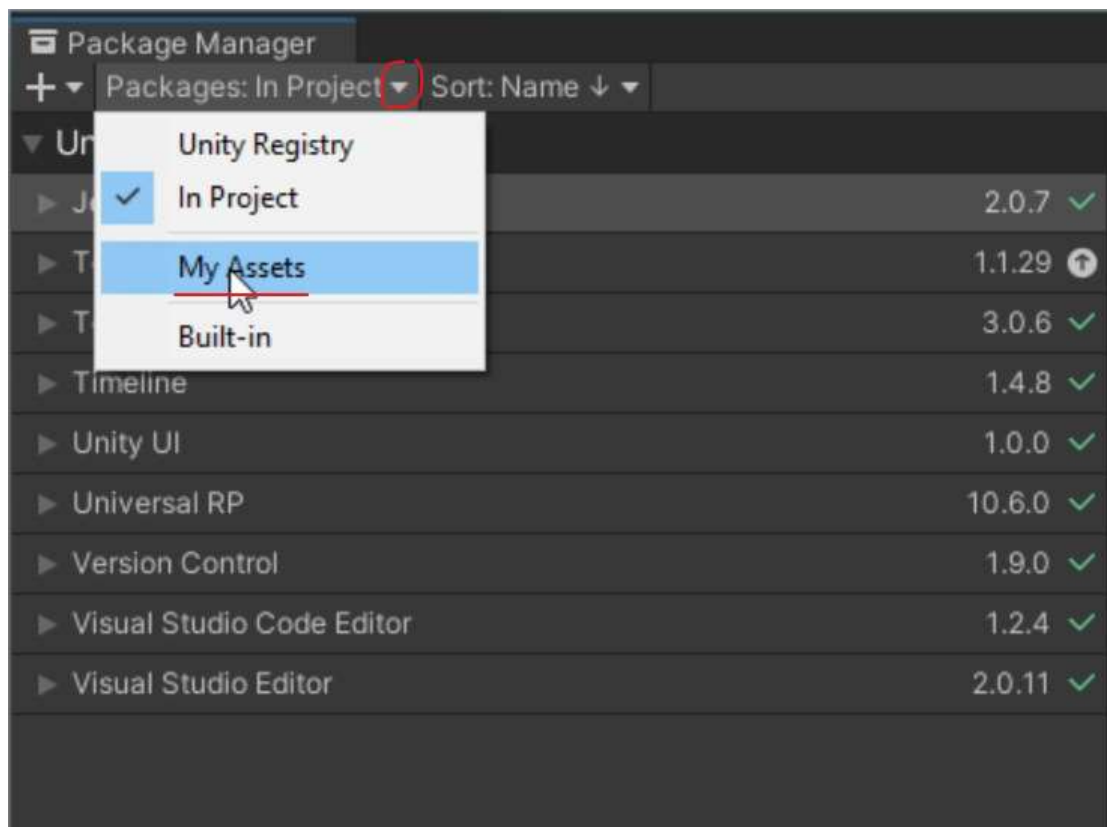 Package Manager
Packages: In Project Sort: Name ↓
Unity Registry
In Project
2.0.7
My Assets
1.1.29
3.0.6
Built-in
Timeline 1.4.8
Unity UI 1.0.0
Universal RP 10.6.0
Version Control 1.9.0
Visual Studio Code Editor 1.2.4
Visual Studio Editor 2.0.11